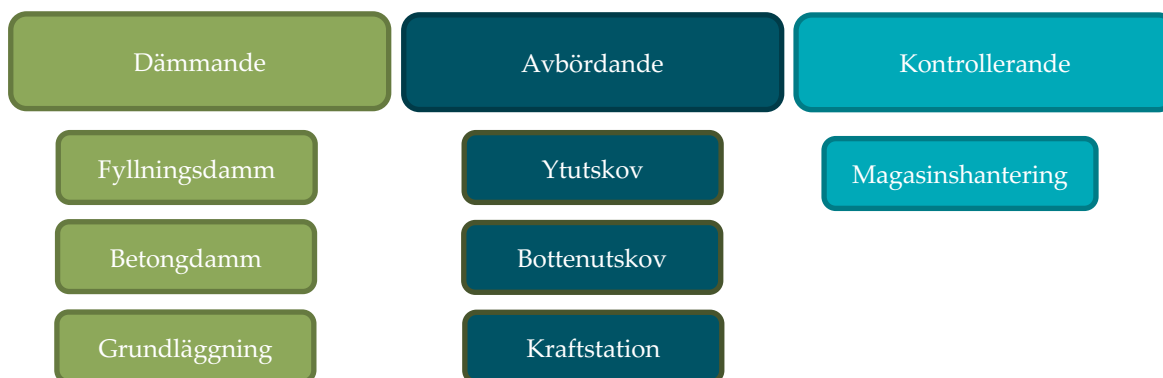 Dämmande
Avbördande
Kontrollerande
Fyllningsdamm
Ytutskov
Magasinshantering
Betongdamm
Bottenutskov
Grundläggning
Kraftstation